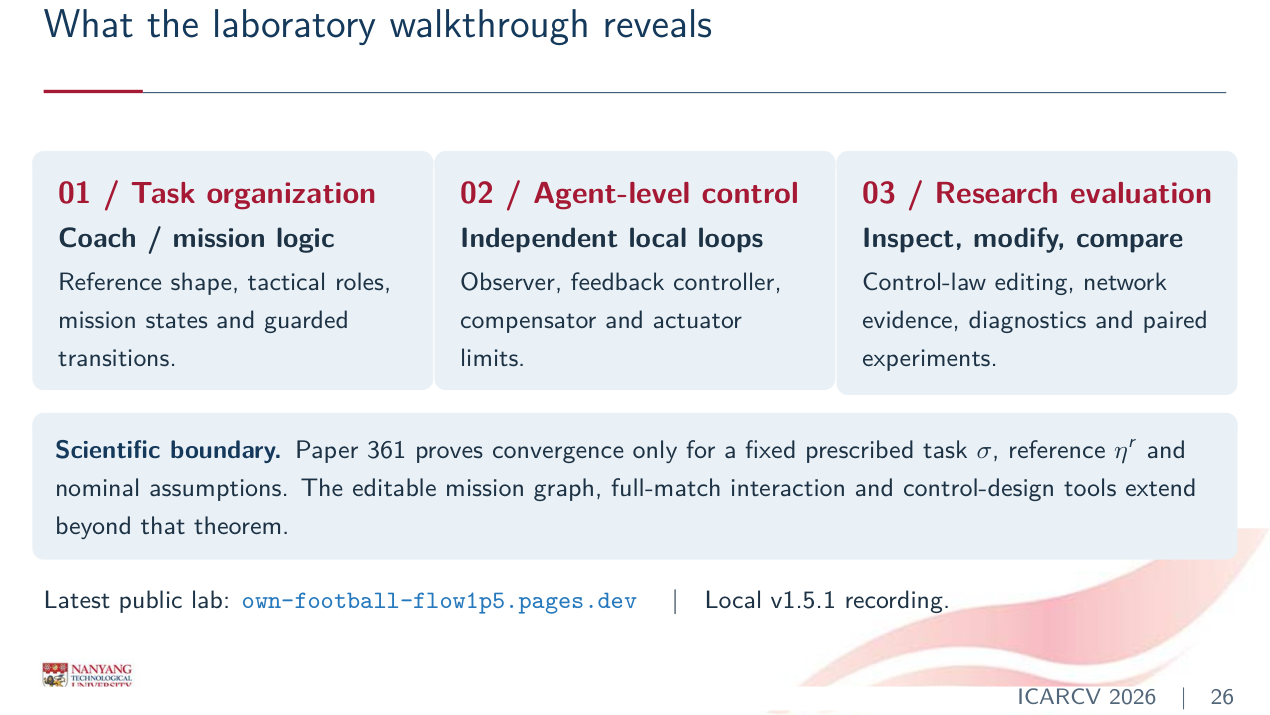 What the laboratory walkthrough reveals
01 / Task organization
Coach / mission logic
Reference shape, tactical roles,
mission states and guarded
transitions.
02 / Agent-level control
Independent local loops
Observer, feedback controller,
compensator and actuator
limits.
03 / Research evaluation
Inspect, modify, compare
Control-law editing, network
evidence, diagnostics and paired
experiments.
Scientific boundary. Paper 361 proves convergence only for a fixed prescribed task σ, reference ηʳ and
nominal assumptions. The editable mission graph, full-match interaction and control-design tools extend
beyond that theorem.
Latest public lab: own-football-flow1p5.pages.dev | Local v1.5.1 recording.
NANYANG
TECHNOLOGICAL
UNIVERSITY
ICARCV 2026 | 26